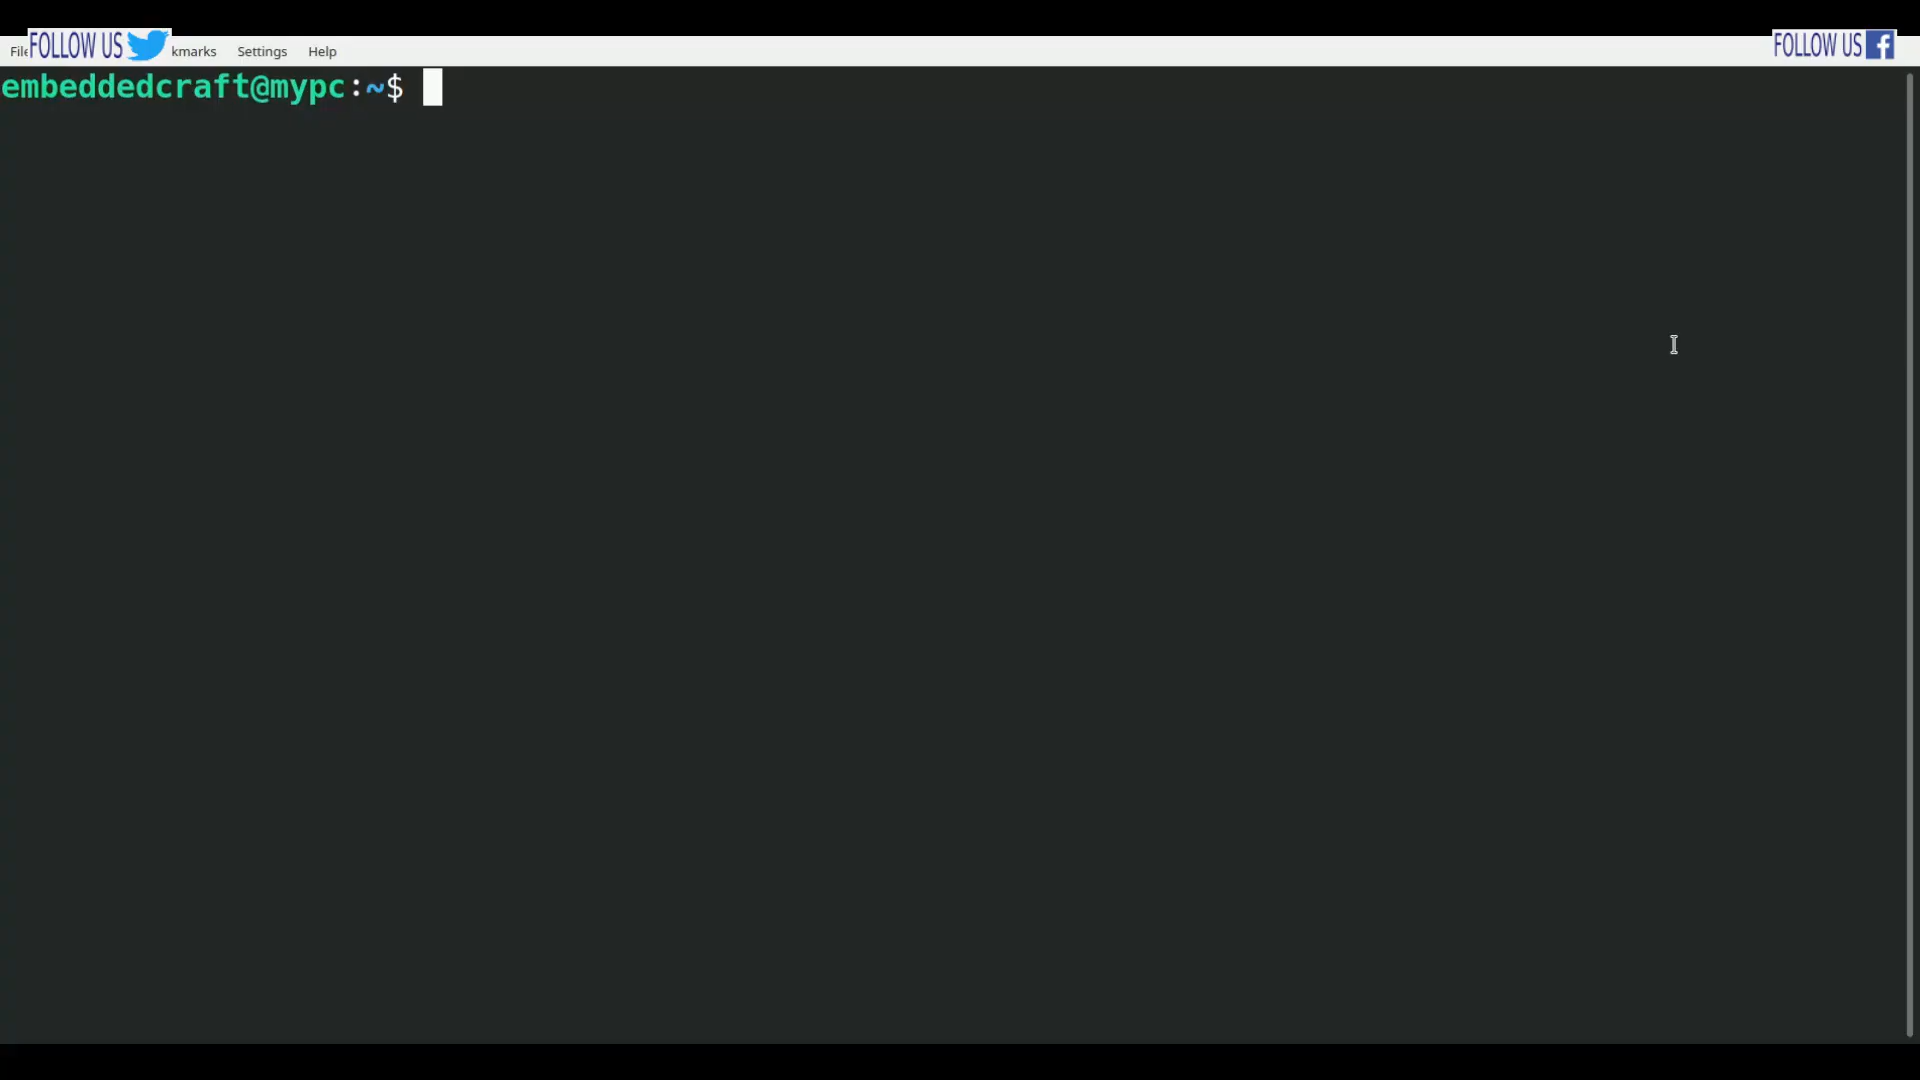 FOLLOW US
FOLLOW US
File kmarks Settings Help
embeddedcraft@mypc:~$